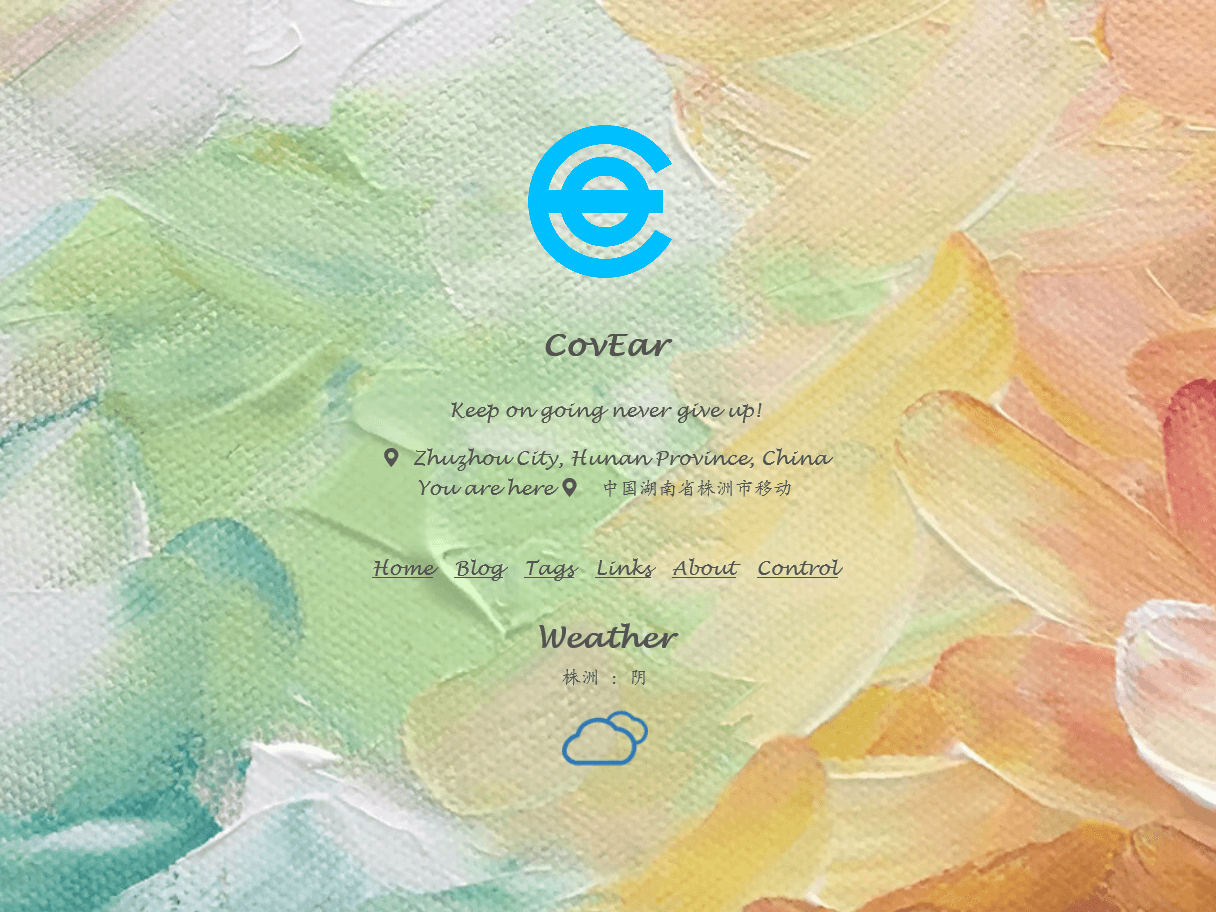 CovEar
Keep on going never give up!
Zhuzhou City, Hunan Province, China
You are here 中国湖南省株洲市移动
Home Blog Tags Links About Control
Weather
株洲 : 阴